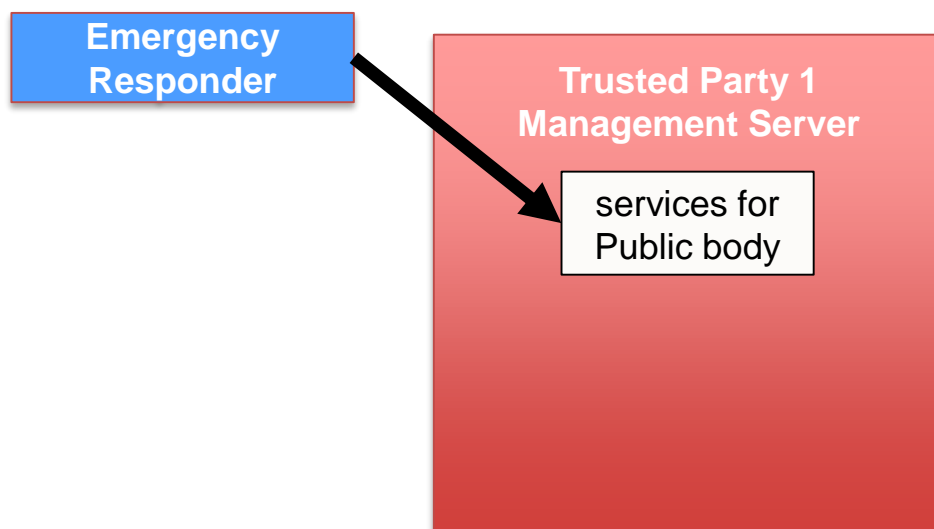 Emergency
Responder
Trusted Party 1
Management Server
services for
Public body